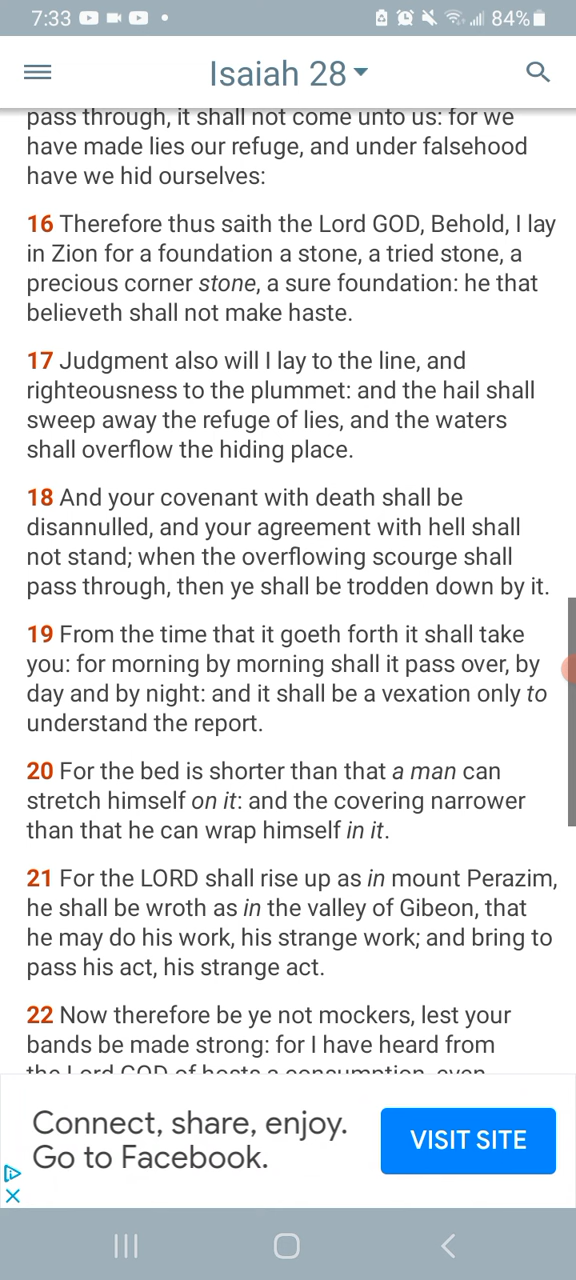 7:33
84%
Isaiah 28
pass through, it shall not come unto us: for we
have made lies our refuge, and under falsehood
have we hid ourselves:
16 Therefore thus saith the Lord GOD, Behold, I lay
in Zion for a foundation a stone, a tried stone, a
precious corner stone, a sure foundation: he that
believeth shall not make haste.
17 Judgment also will I lay to the line, and
righteousness to the plummet: and the hail shall
sweep away the refuge of lies, and the waters
shall overflow the hiding place.
18 And your covenant with death shall be
disannulled, and your agreement with hell shall
not stand; when the overflowing scourge shall
pass through, then ye shall be trodden down by it.
19 From the time that it goeth forth it shall take
you: for morning by morning shall it pass over, by
day and by night: and it shall be a vexation only to
understand the report.
20 For the bed is shorter than that a man can
stretch himself on it: and the covering narrower
than that he can wrap himself in it.
21 For the LORD shall rise up as in mount Perazim,
he shall be wroth as in the valley of Gibeon, that
he may do his work, his strange work; and bring to
pass his act, his strange act.
22 Now therefore be ye not mockers, lest your
bands be made strong: for I have heard from
the Lord GOD of hosts a consumption, even
Connect, share, enjoy.
Go to Facebook.
VISIT SITE